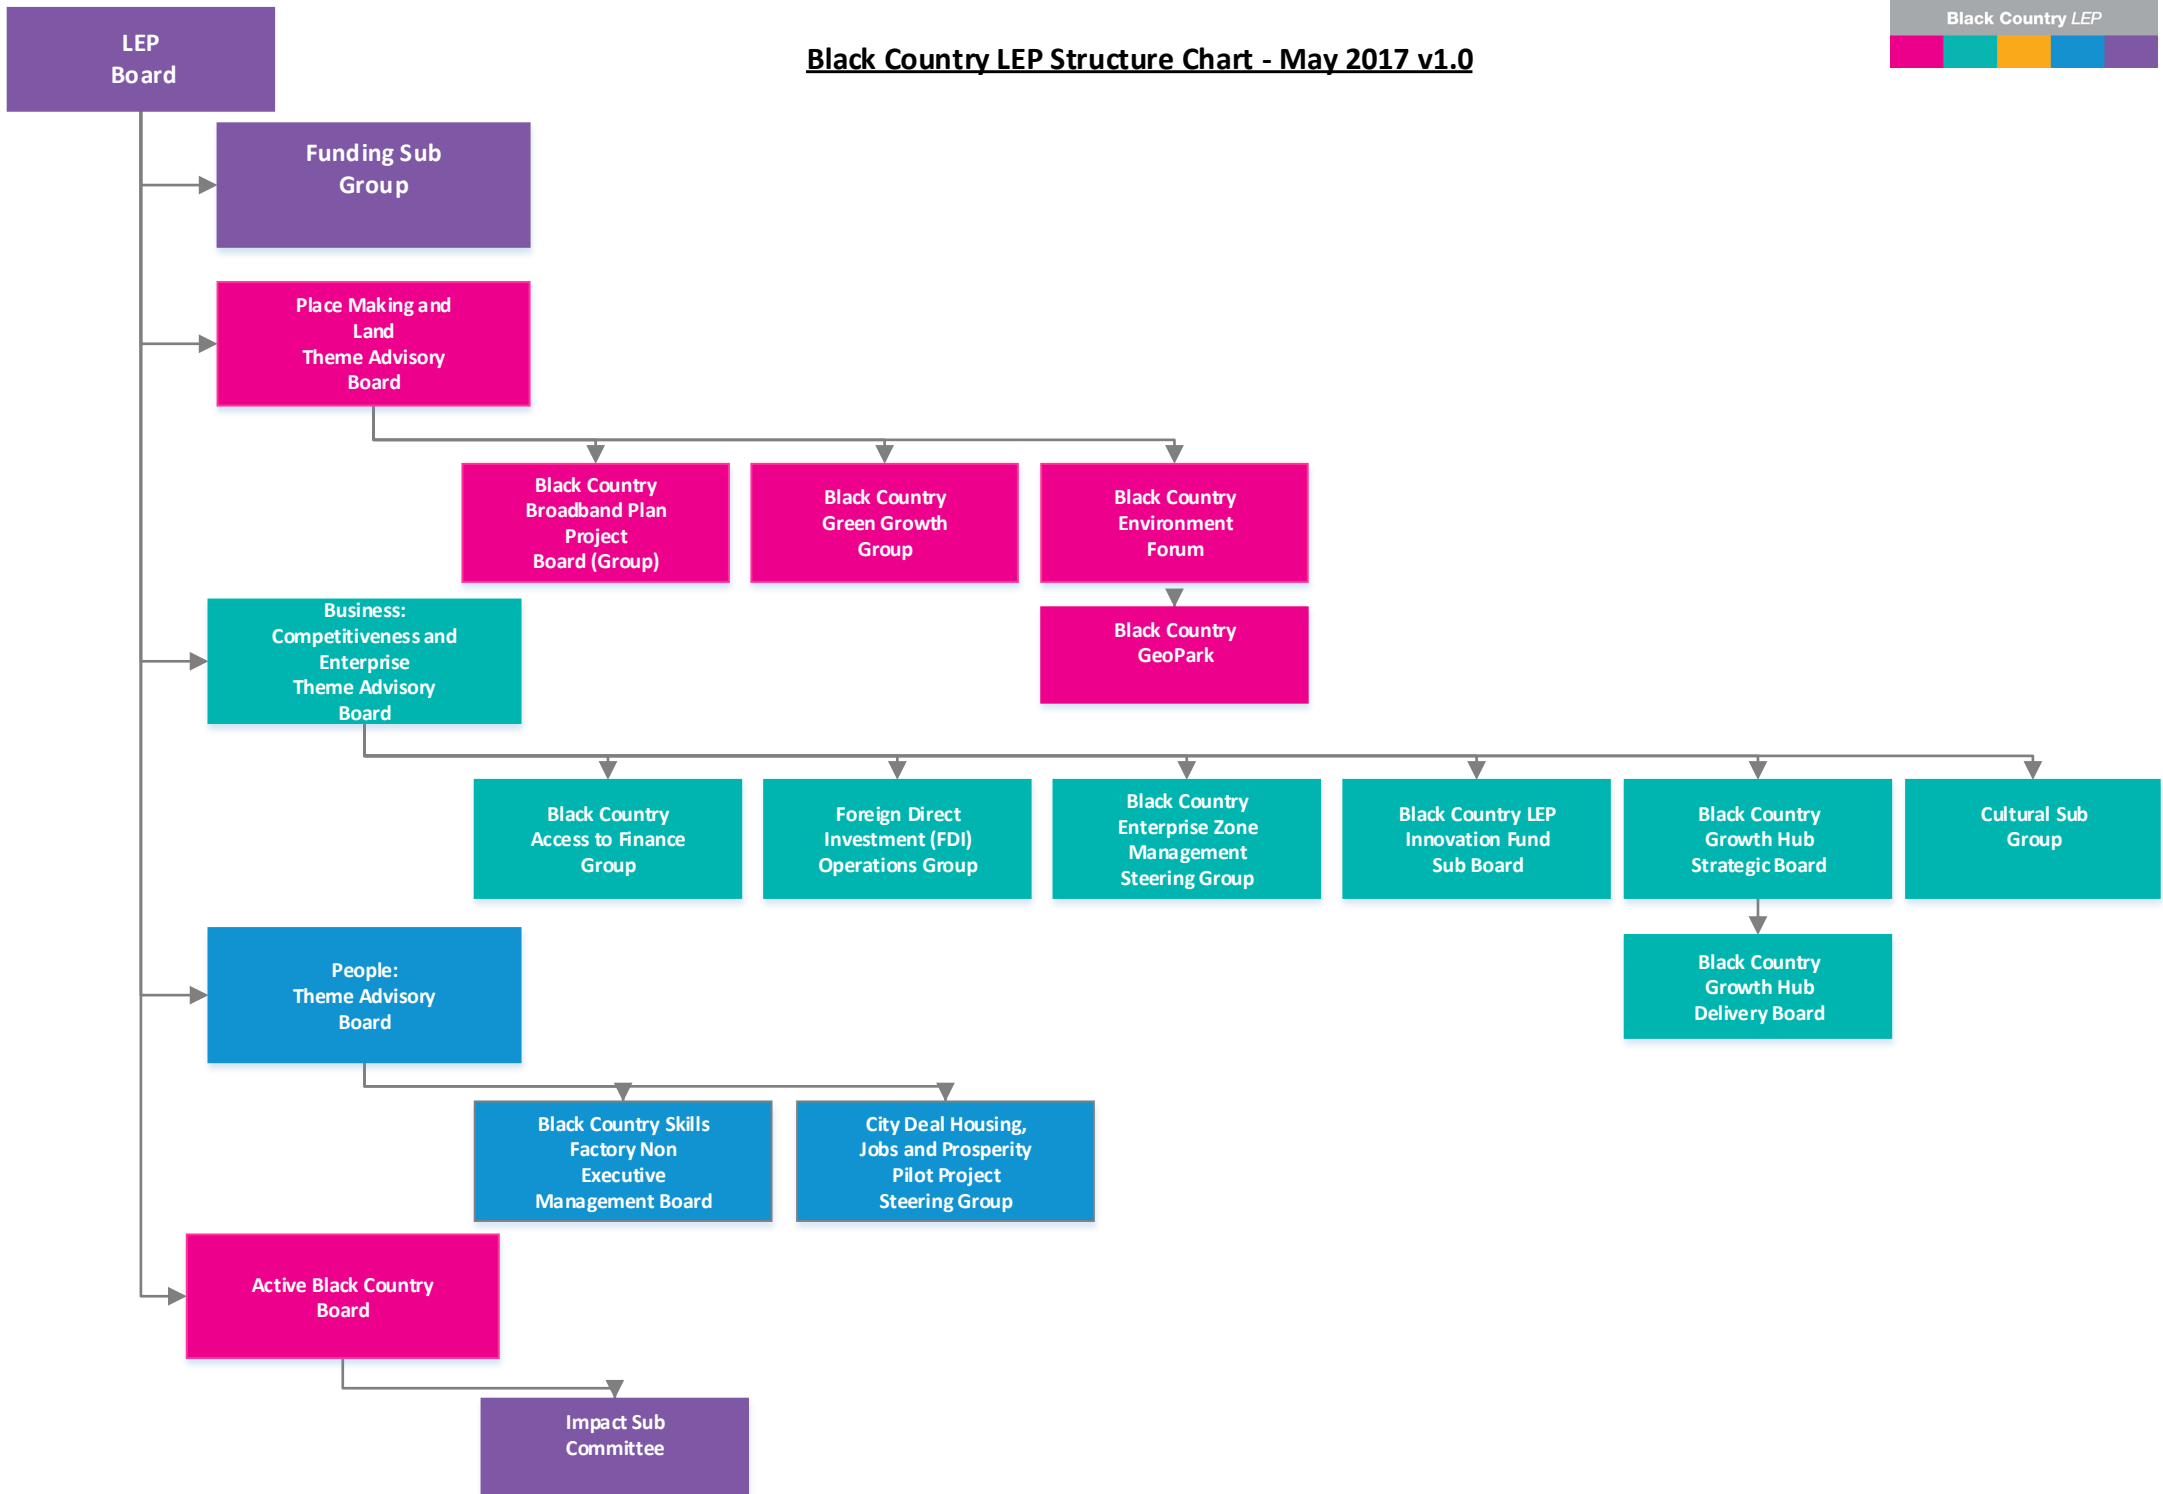 LEP
Board
Black Country LEP Structure Chart - May 2017 v1.0
Black Country LEP
Funding Sub
Group
Place Making and
Land
Theme Advisory
Board
Black Country
Broadband Plan
Project
Board (Group)
Black Country
Green Growth
Group
Black Country
Environment
Forum
Black Country
GeoPark
Business:
Competitiveness and
Enterprise
Theme Advisory
Board
Black Country
Access to Finance
Group
Foreign Direct
Investment (FDI)
Operations Group
Black Country
Enterprise Zone
Management
Steering Group
Black Country LEP
Innovation Fund
Sub Board
Black Country
Growth Hub
Strategic Board
Cultural Sub
Group
Black Country
Growth Hub
Delivery Board
People:
Theme Advisory
Board
Black Country Skills
Factory Non
Executive
Management Board
City Deal Housing,
Jobs and Prosperity
Pilot Project
Steering Group
Active Black Country
Board
Impact Sub
Committee